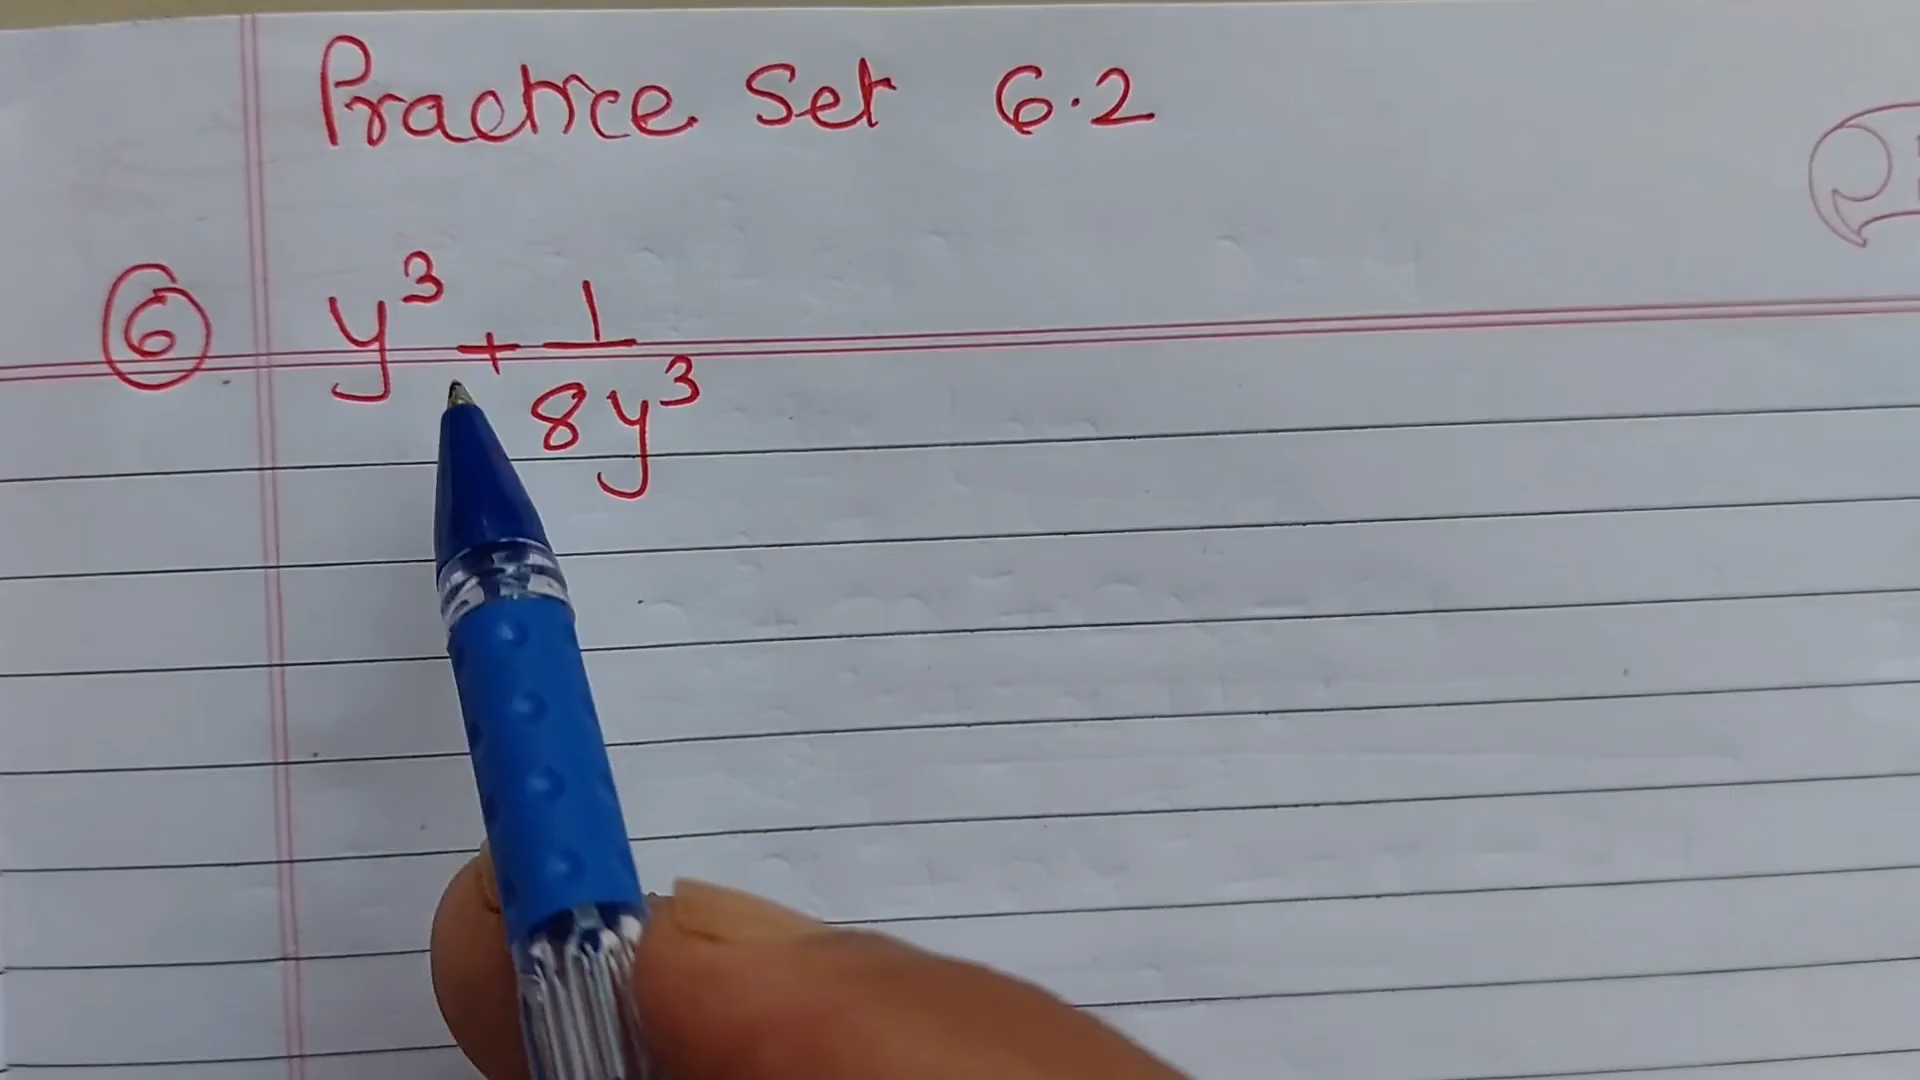 Practice Set 6.2
⑥ y³ + 1/8y³